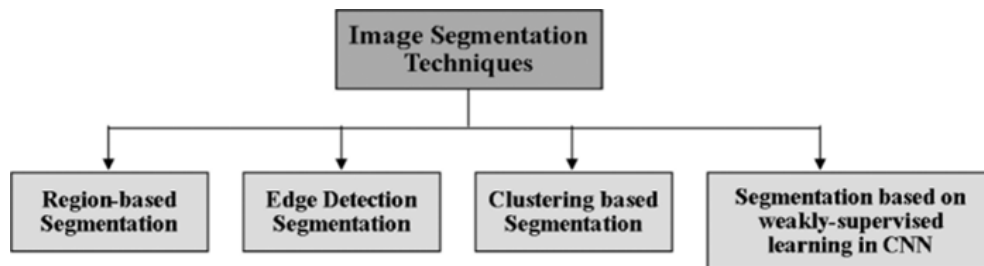 Image Segmentation
Techniques
Region-based
Segmentation
Edge Detection
Segmentation
Clustering based
Segmentation
Segmentation based on
weakly-supervised
learning in CNN